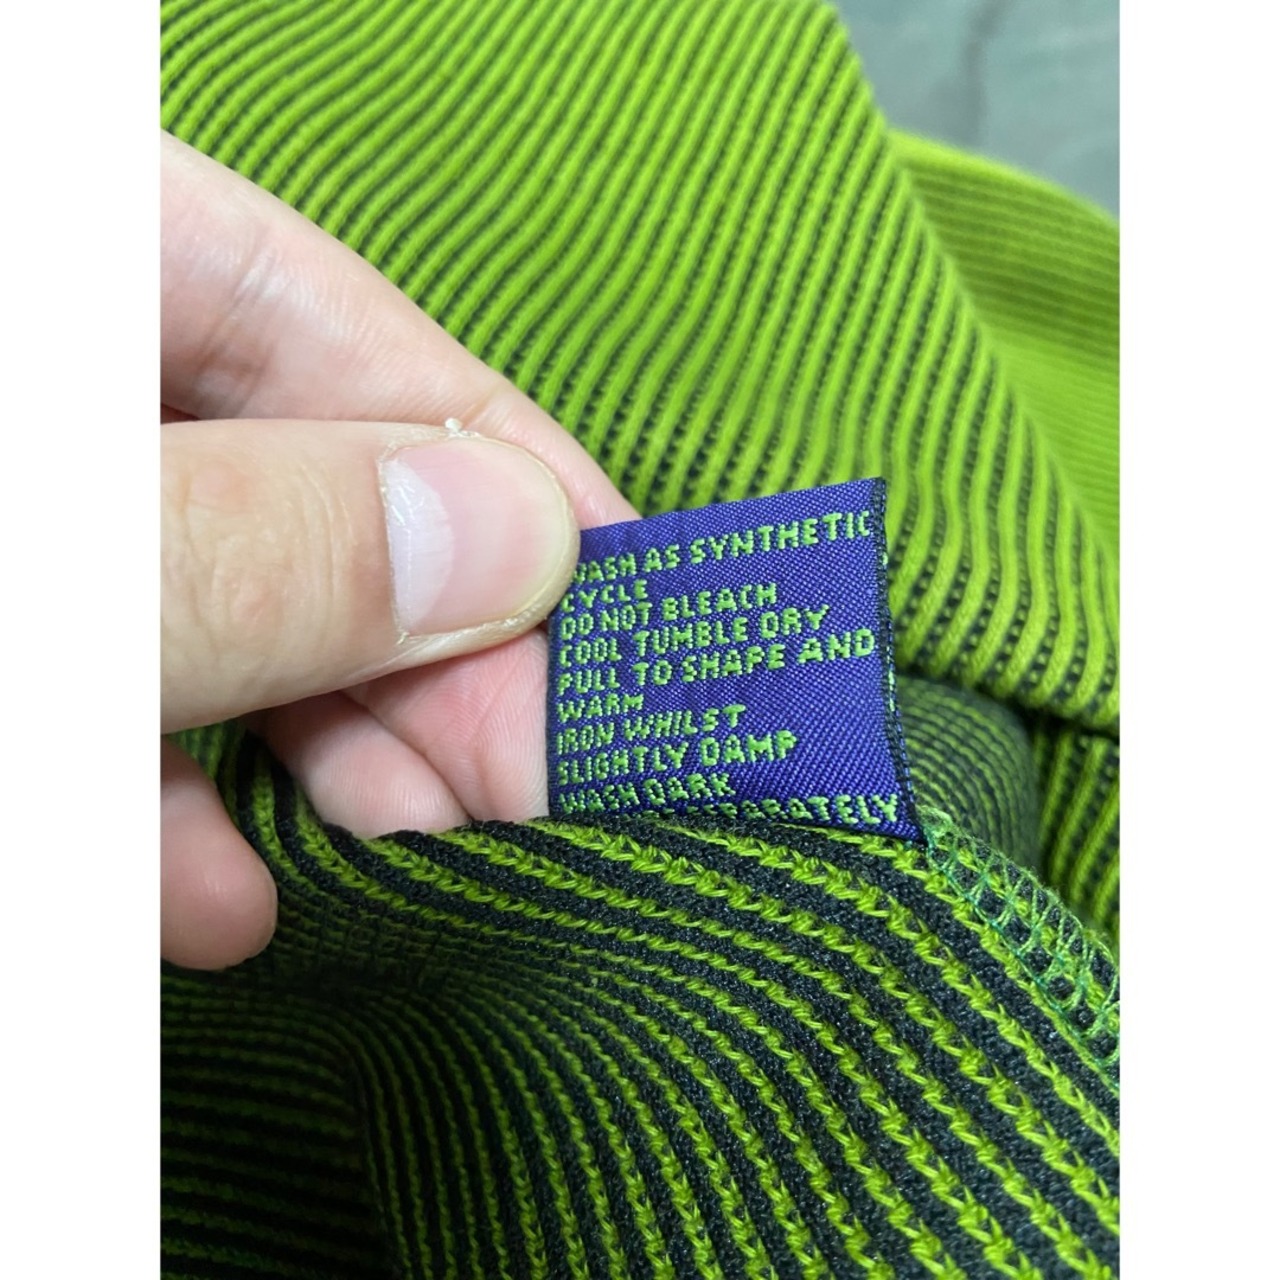 WASH AS SYNTHETIC
CYCLE
DO NOT BLEACH
COOL TUMBLE DRY
PULL TO SHAPE AND
WARM
IRON WHILST
SLIGHTLY DAMP
WASH DARK
SEPARATELY